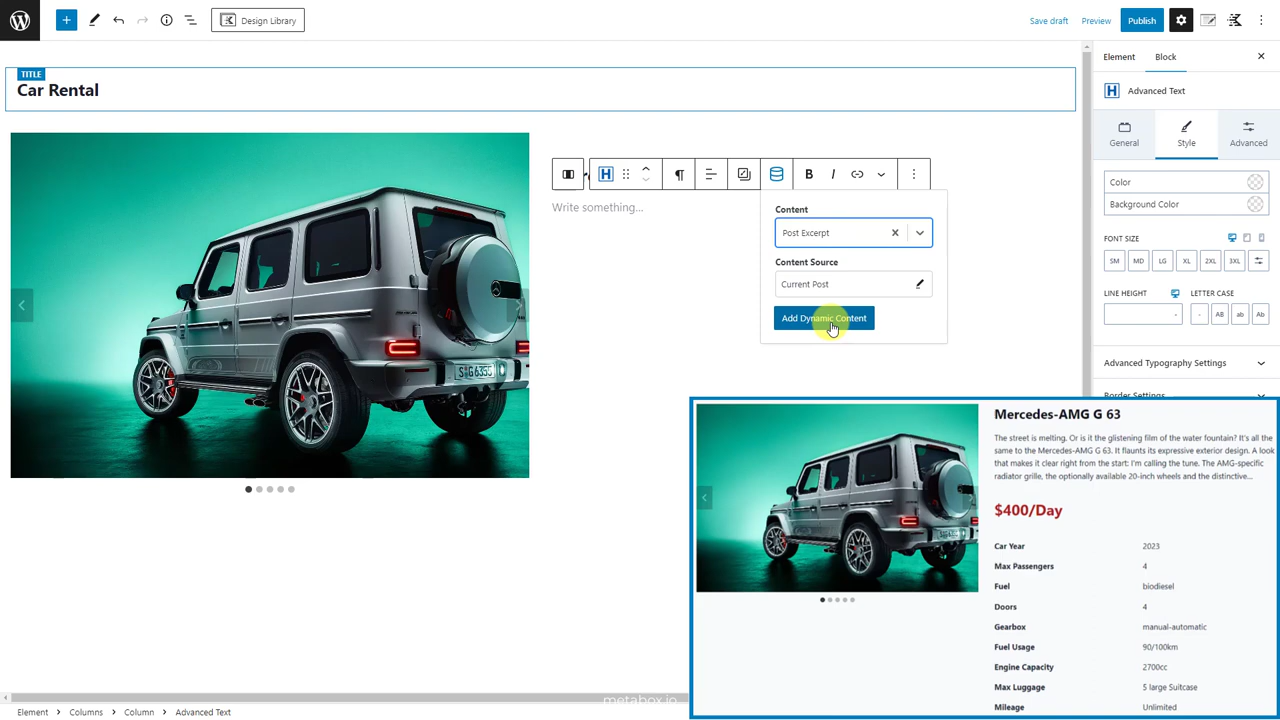 Design Library
Save draft
Preview
Publish
TITLE
Car Rental
Element
Block
Advanced Text
General
Style
Advanced
Color
Background Color
FONT SIZE
SM
MD
LG
XL
2XL
3XL
LINE HEIGHT
LETTER CASE
-
AB
ab
Ab
Advanced Typography Settings
Border Settings
H
B
I
Write something...
Content
Post Excerpt
Content Source
Current Post
Add Dynamic Content
Mercedes-AMG G 63
The street is melting. Or is it the glistening film of the water fountain? It's all the
same to the Mercedes-AMG G 63. It flaunts its expressive exterior design. A look
that makes it clear right from the start: I'm calling the tune. The AMG-specific
radiator grille, the optionally available 20-inch wheels and the distinctive...
$400/Day
Car Year 2023
Max Passengers 4
Fuel biodiesel
Doors 4
Gearbox manual-automatic
Fuel Usage 90/100km
Engine Capacity 2700cc
Max Luggage 5 large Suitcase
Mileage Unlimited
metabox.io
Element > Columns > Column > Advanced Text